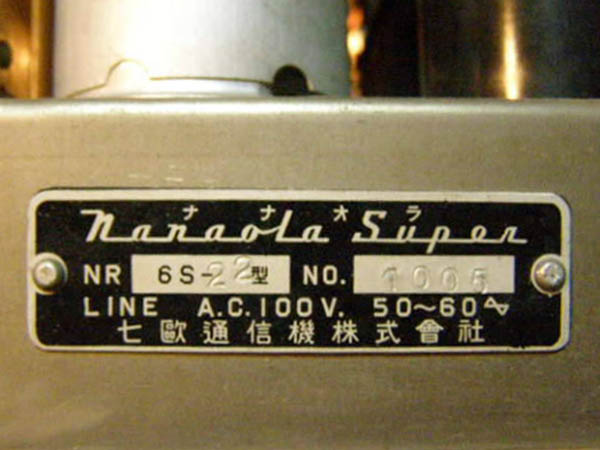 ナナオラ
Nanaola Super
NR 6S-22型 NO. 1005
LINE A.C.100V. 50~60∿
七歐通信機株式會社